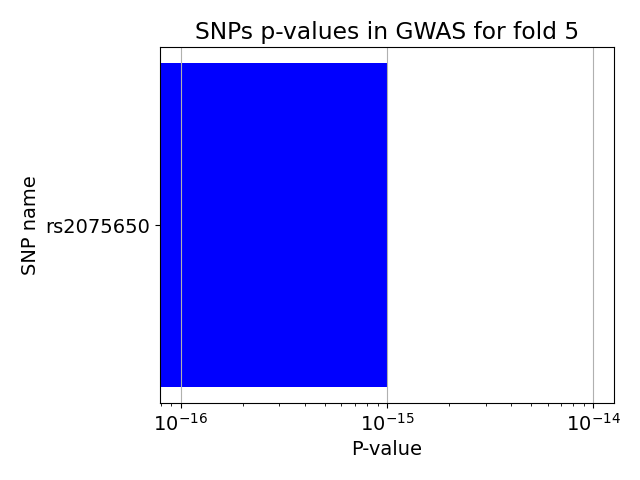 SNPs p-values in GWAS for fold 5
SNP name
rs2075650
10⁻¹⁶
10⁻¹⁵
10⁻¹⁴
P-value